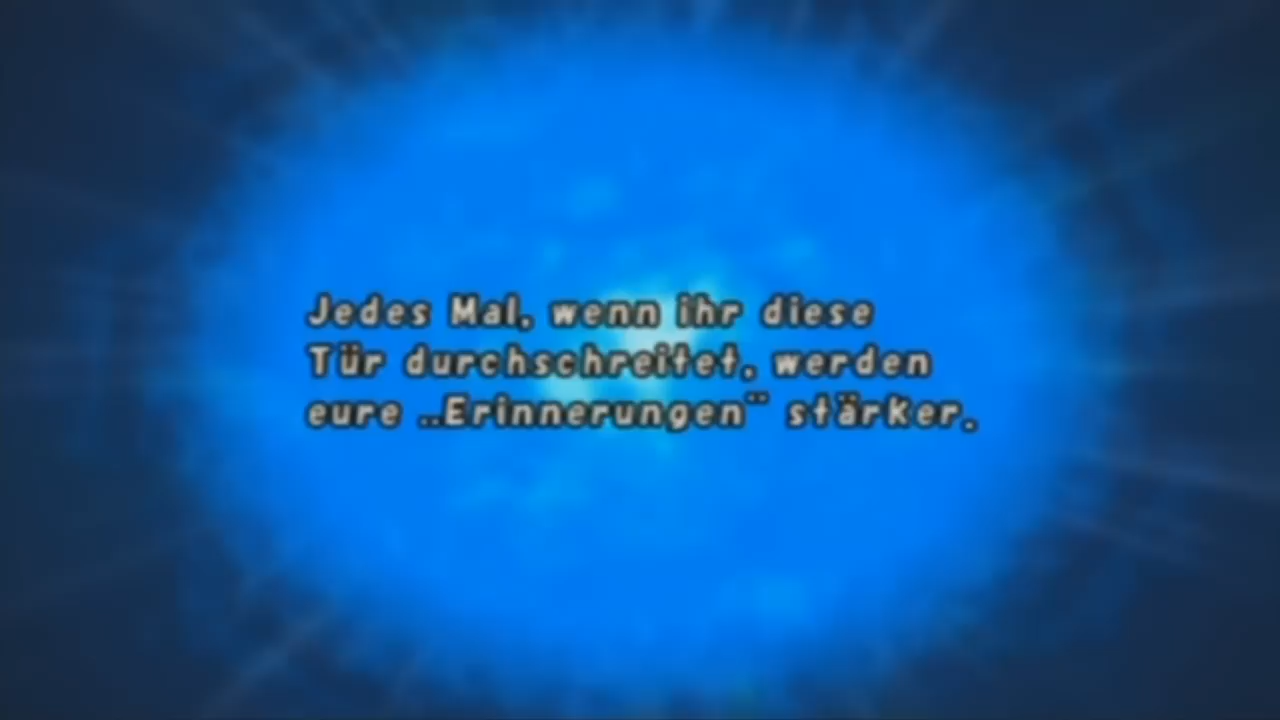 Jedes Mal, wenn ihr diese
Tür durchschreitet, werden
eure „Erinnerungen" stärker.